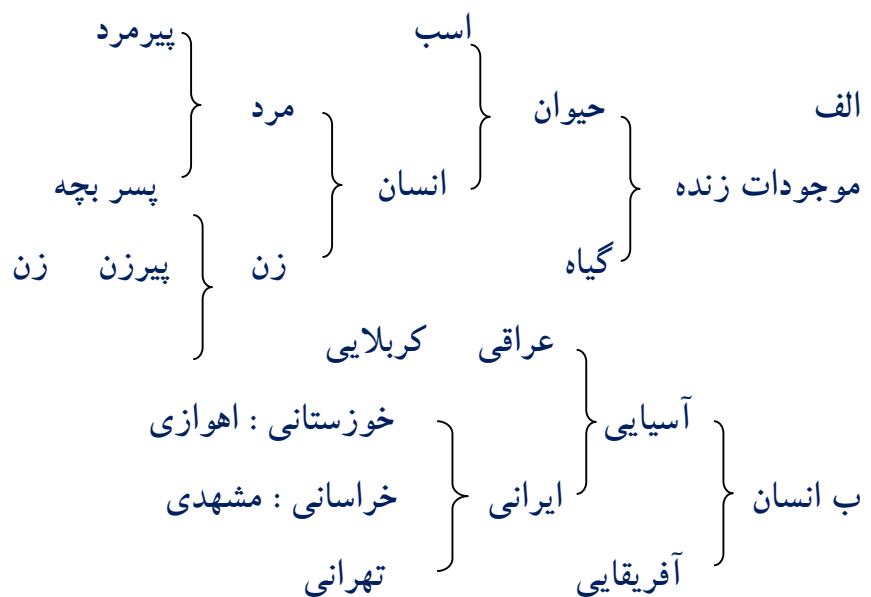 پیرمرد اسب
الف حیوان مرد
موجودات زنده انسان پسر بچه
گیاه زن پیرزن زن
عراقی کربلایی
آسیایی خوزستانی : اهوازی
ب انسان ایرانی خراسانی : مشهدی
آفریقایی تهرانی